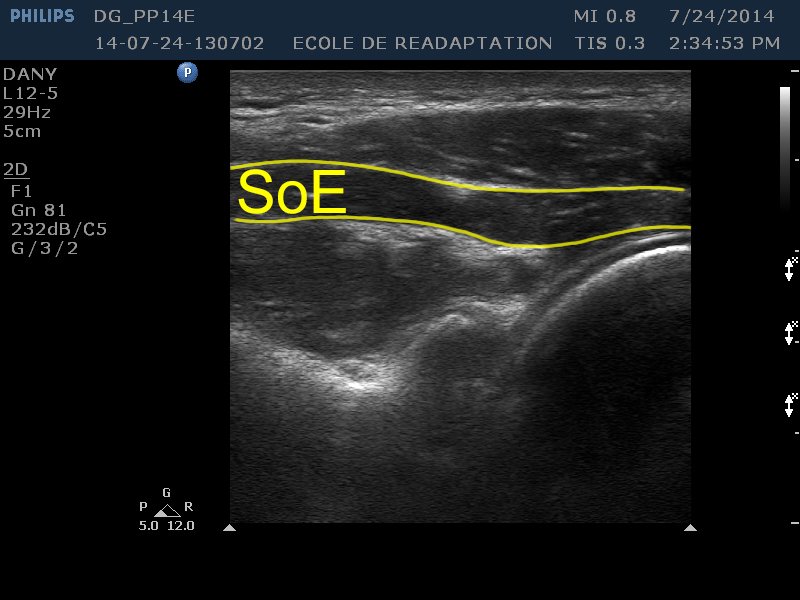 PHILIPS DG_PP14E MI 0.8 7/24/2014
14-07-24-130702 ECOLE DE READAPTATION TIS 0.3 2:34:53 PM
DANY
L12-5
29Hz
5cm
P
2D
F1
Gn 81
232dB/C5
G/3/2
SoE
G
P R
5.0 12.0